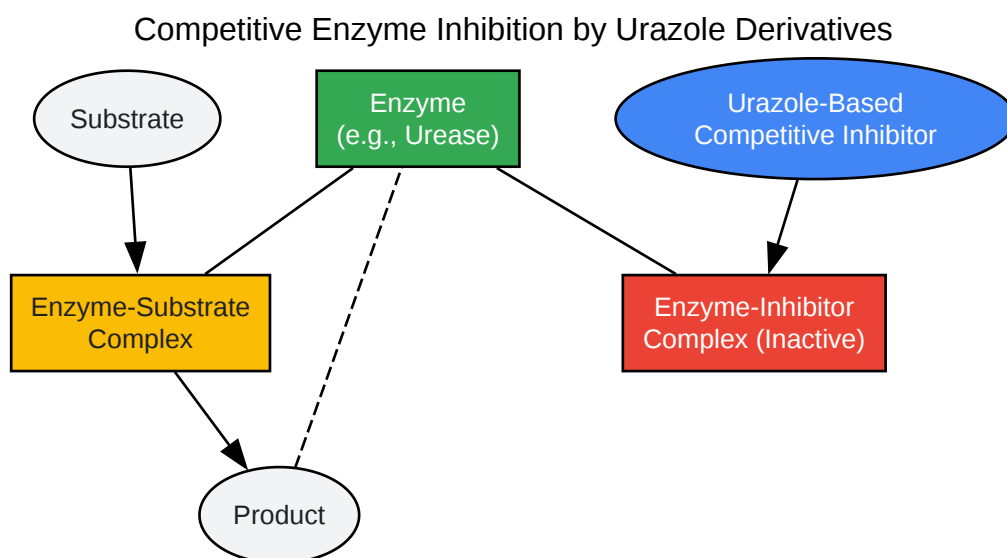 Competitive Enzyme Inhibition by Urazole Derivatives
Substrate
Enzyme
(e.g., Urease)
Urazole-Based
Competitive Inhibitor
Enzyme-Substrate
Complex
Enzyme-Inhibitor
Complex (Inactive)
Product